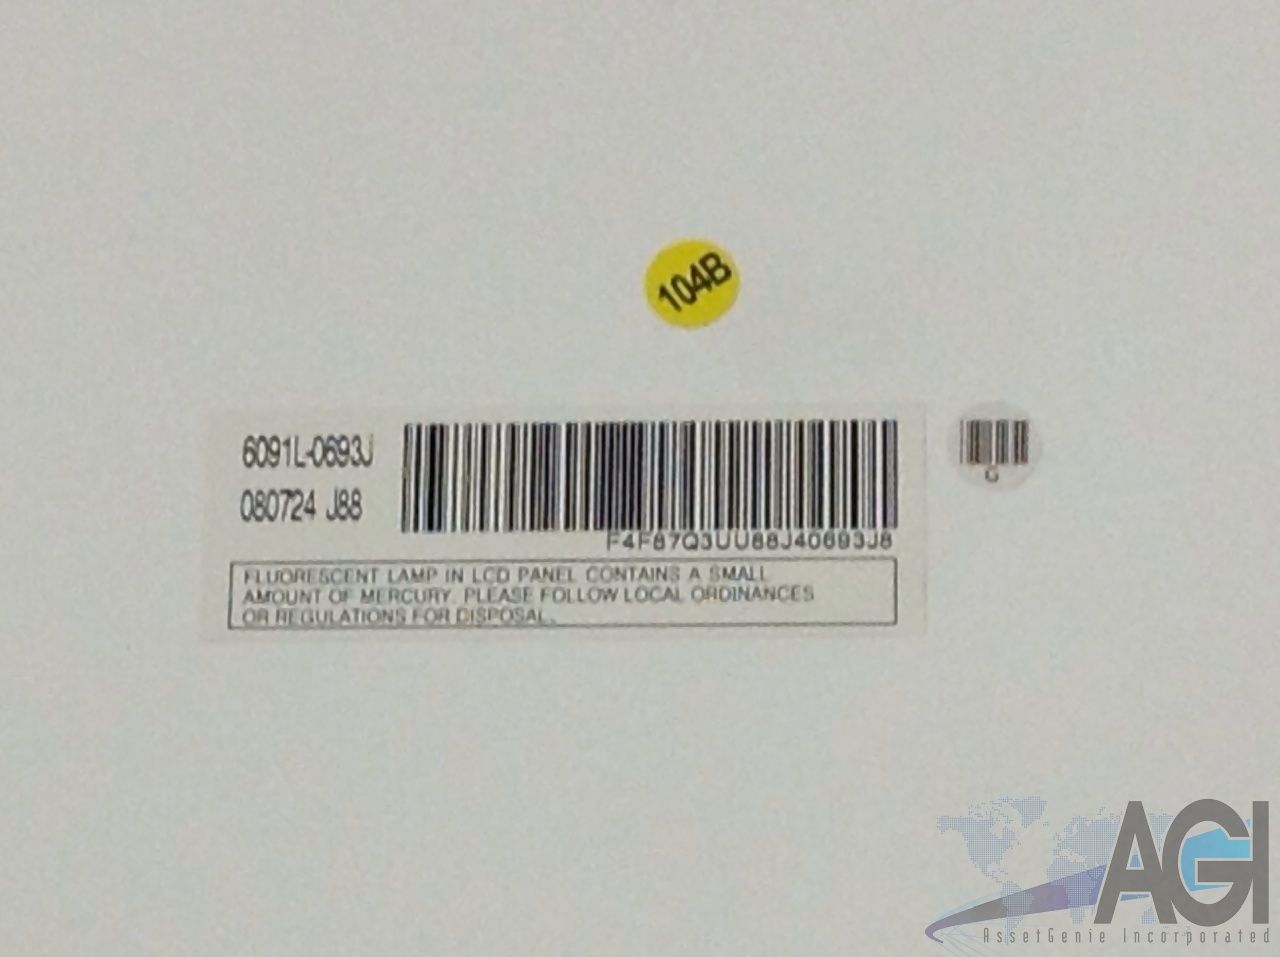 104B
6091L-0693J
080724 J88
F4F87Q3UU88J40693J8
G
FLUORESCENT LAMP IN LCD PANEL CONTAINS A SMALL
AMOUNT OF MERCURY, PLEASE FOLLOW LOCAL ORDINANCES
OR REGULATIONS FOR DISPOSAL.
AGI
AssetGenie Incorporated